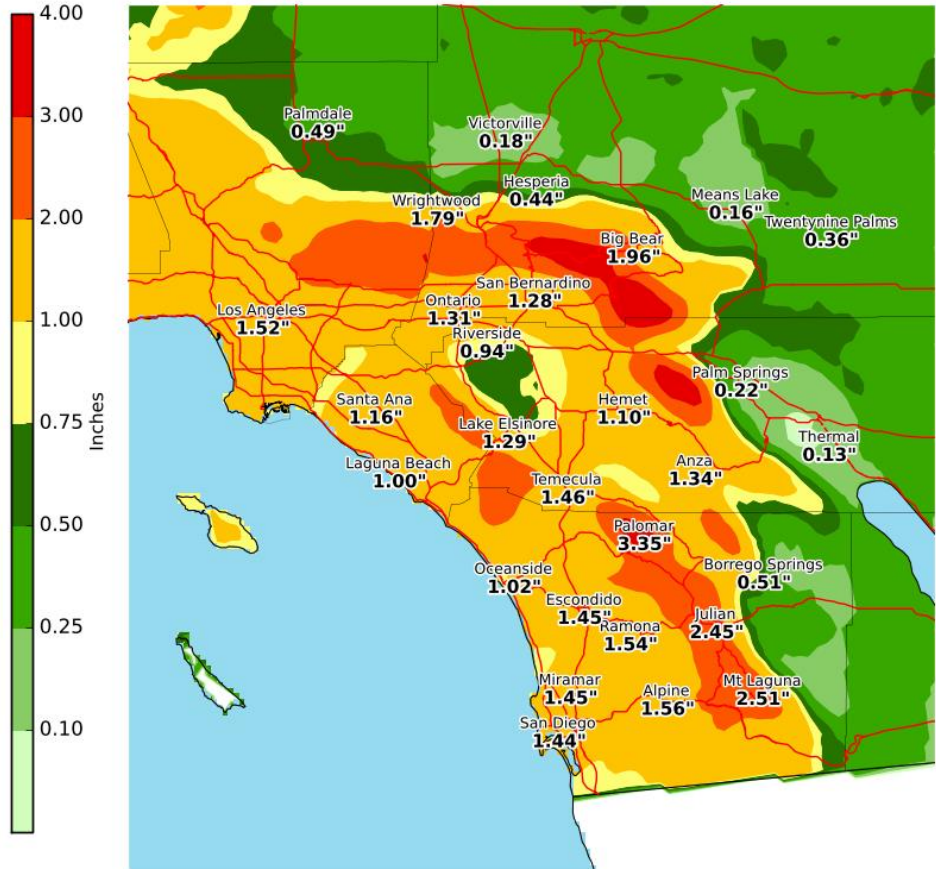 4.00
3.00
2.00
1.00
0.75
0.50
0.25
0.10
Inches
Palmdale
0.49"
Victorville
0.18"
Hesperia
0.44"
Wrightwood
1.79"
Means Lake
0.16"
Twentynine Palms
0.36"
Big Bear
1.96"
San Bernardino
1.28"
Ontario
1.31"
Los Angeles
1.52"
Riverside
0.94"
Palm Springs
0.22"
Santa Ana
1.16"
Hemet
1.10"
Lake Elsinore
1.29"
Thermal
0.13"
Laguna Beach
1.00"
Anza
1.34"
Temecula
1.46"
Palomar
3.35"
Oceanside
1.02"
Borrego Springs
0.51"
Escondido
1.45"
Ramona
1.54"
Julian
2.45"
Miramar
1.45"
Alpine
1.56"
Mt Laguna
2.51"
San Diego
1.44"